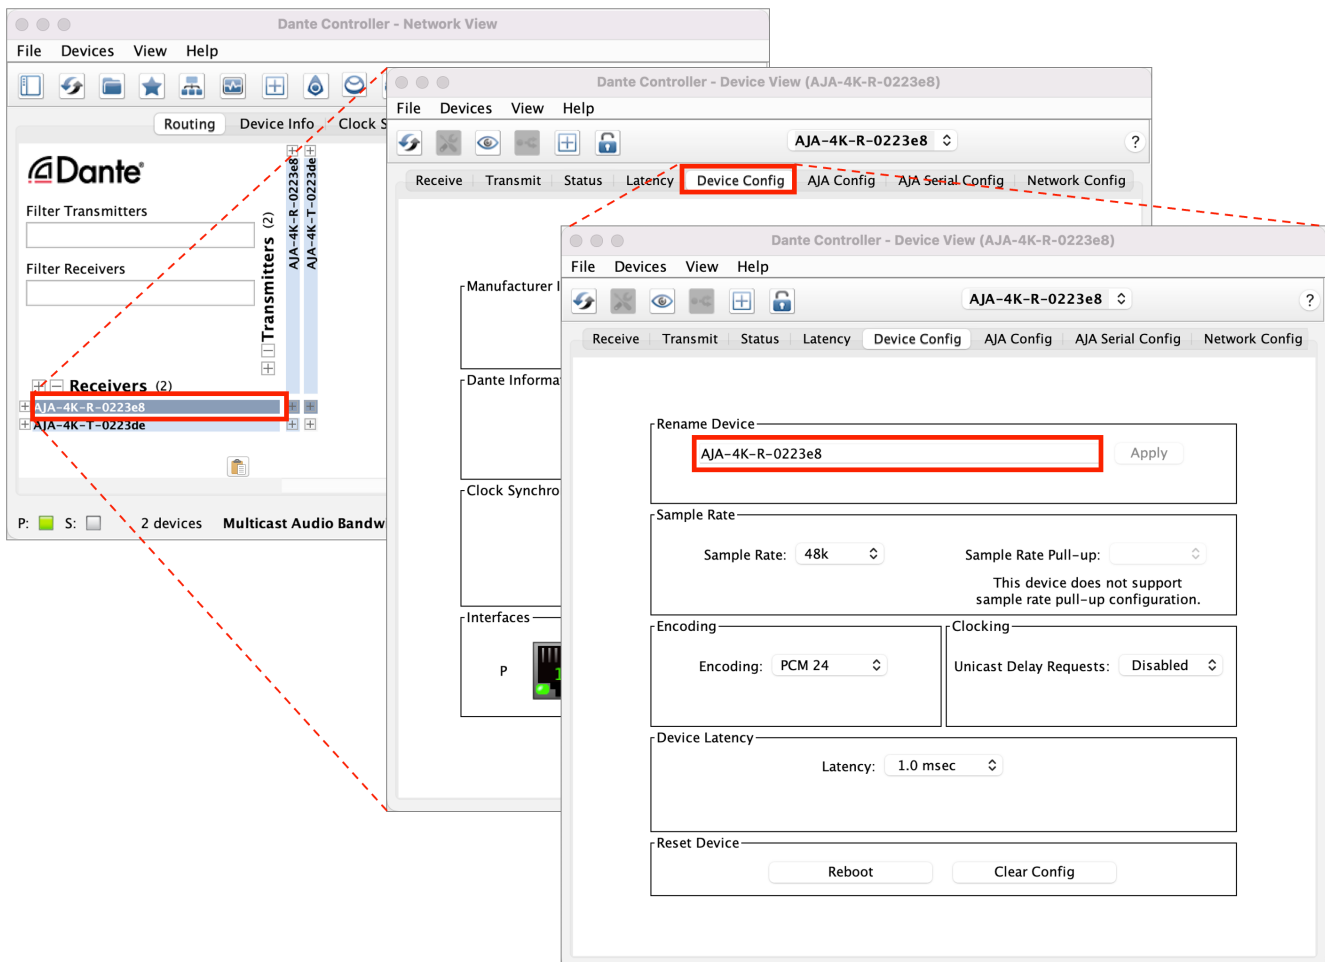 Dante Controller - Network View
File Devices View Help
Routing Device Info Clock S
Dante®
Filter Transmitters
Filter Receivers
Transmitters (2)
AJA-4K-R-0223e8
AJA-4K-T-0223de
Receivers (2)
AJA-4K-R-0223e8
AJA-4K-T-0223de
P: S: 2 devices Multicast Audio Bandw
Dante Controller - Device View (AJA-4K-R-0223e8)
File Devices View Help
AJA-4K-R-0223e8 ?
Receive Transmit Status Latency Device Config AJA Config AJA Serial Config Network Config
Manufacturer I
Dante Informa
Clock Synchro
Interfaces
P
Dante Controller - Device View (AJA-4K-R-0223e8)
File Devices View Help
AJA-4K-R-0223e8 ?
Receive Transmit Status Latency Device Config AJA Config AJA Serial Config Network Config
Rename Device
AJA-4K-R-0223e8 Apply
Sample Rate
Sample Rate: 48k Sample Rate Pull-up:
This device does not support
sample rate pull-up configuration.
Encoding
Encoding: PCM 24
Clocking
Unicast Delay Requests: Disabled
Device Latency
Latency: 1.0 msec
Reset Device
Reboot Clear Config